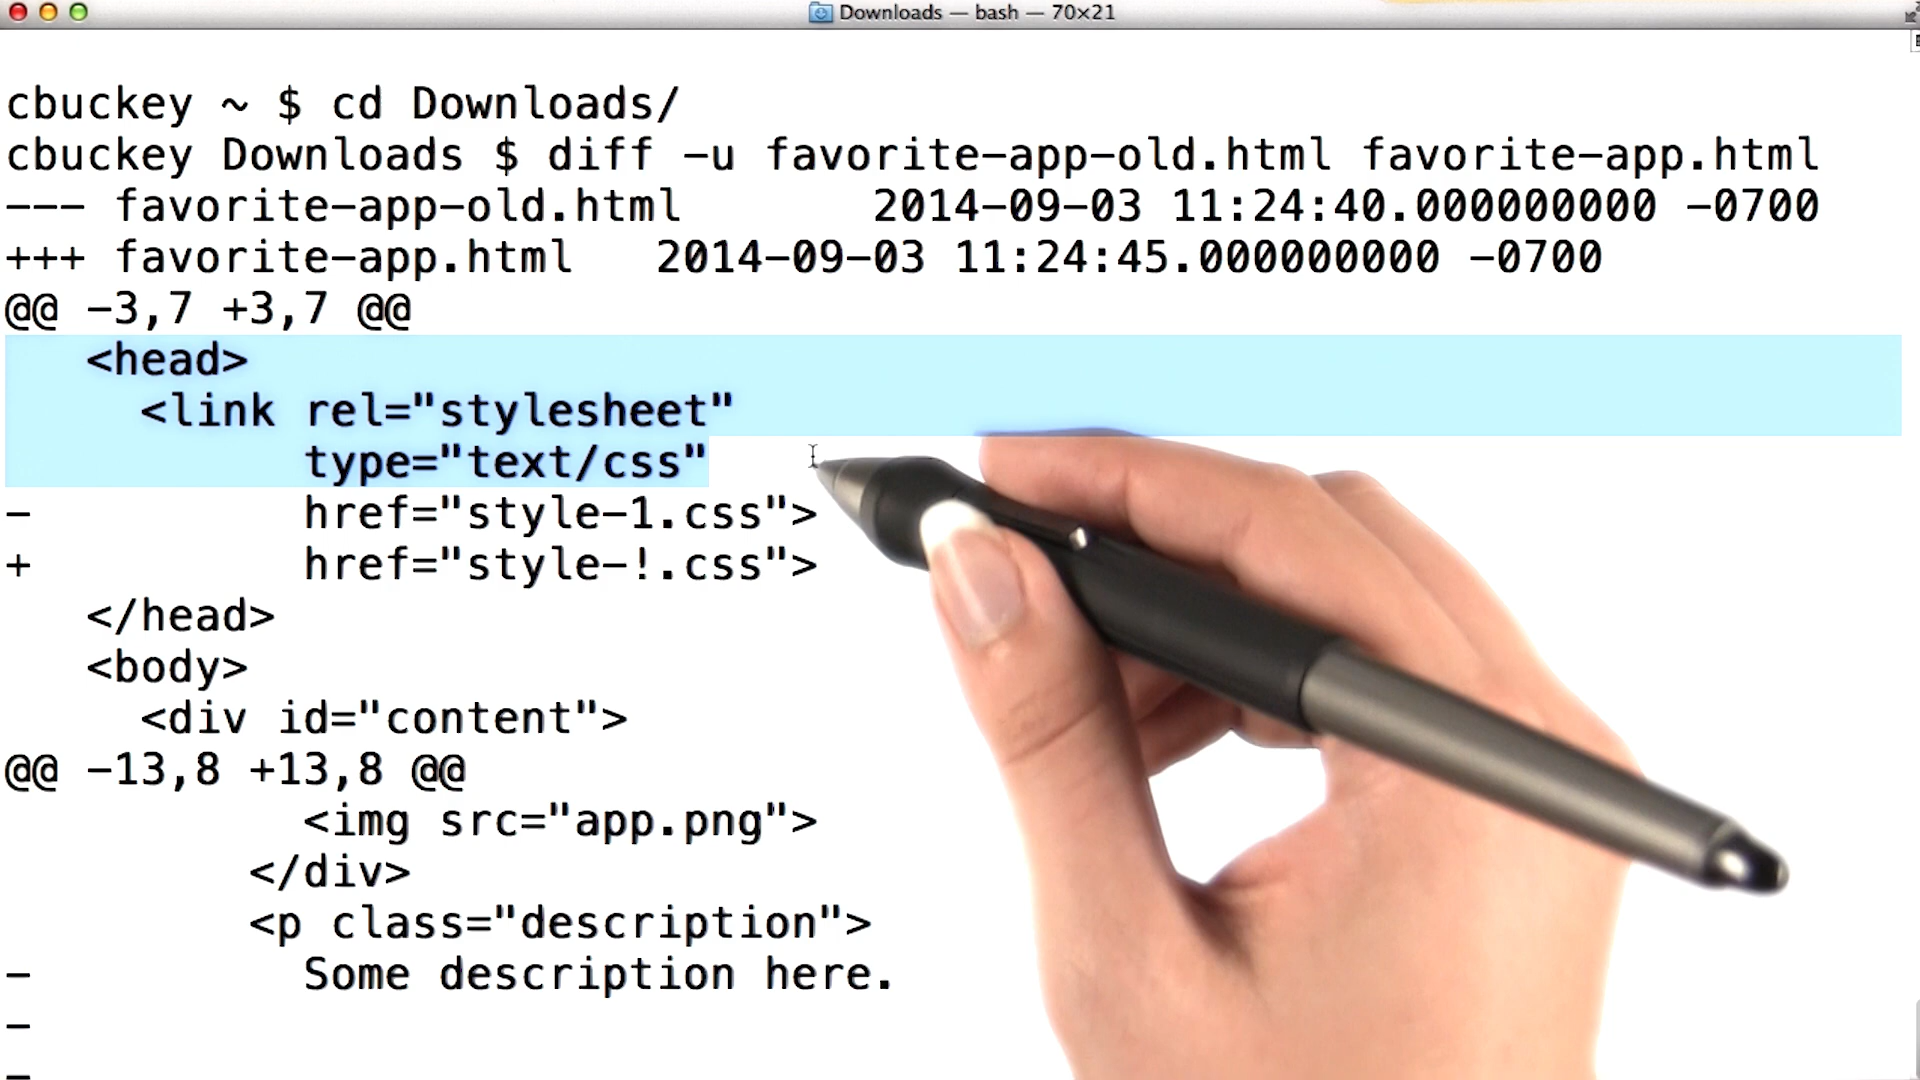 Downloads — bash — 70×21
cbuckey ~ $ cd Downloads/
cbuckey Downloads $ diff -u favorite-app-old.html favorite-app.html
--- favorite-app-old.html	2014-09-03 11:24:40.000000000 -0700
+++ favorite-app.html	2014-09-03 11:24:45.000000000 -0700
@@ -3,7 +3,7 @@
   <head>
     <link rel="stylesheet"
           type="text/css"
-          href="style-1.css">
+          href="style-!.css">
   </head>
   <body>
     <div id="content">
@@ -13,8 +13,8 @@
           <img src="app.png">
         </div>
         <p class="description">
-          Some description here.
-
-